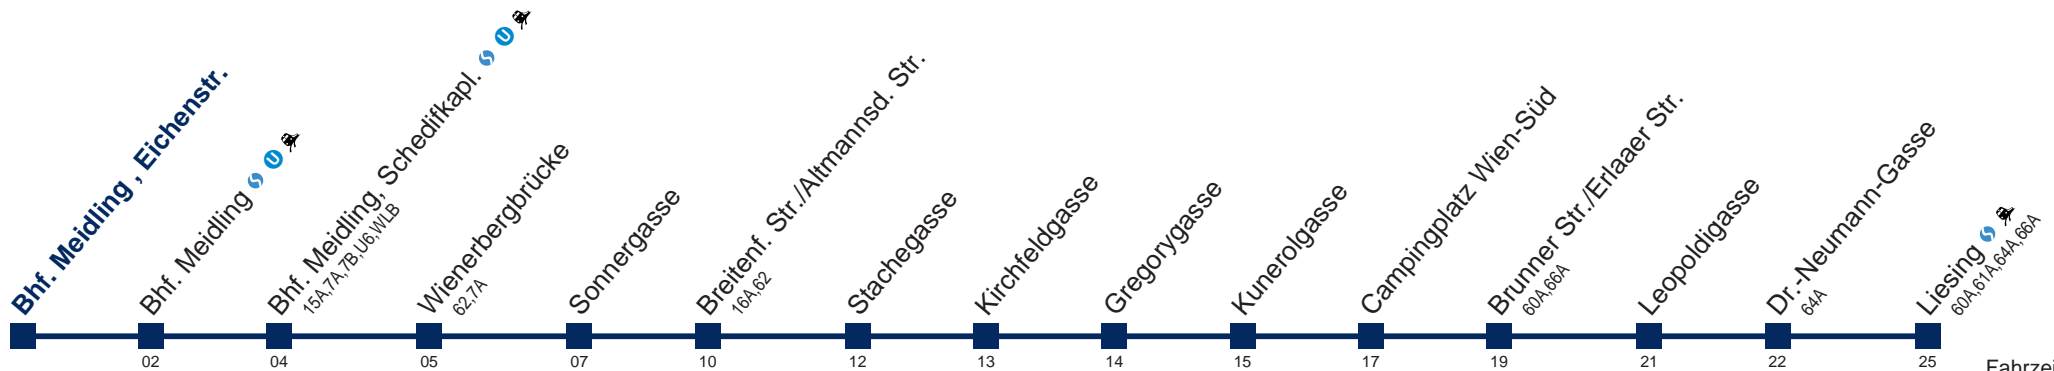 Bhf. Meidling , Eichenstr.
Bhf. Meidling S U
02
Bhf. Meidling, Schedifkapl. S U
15A,7A,7B,U6,WLB
04
Wienerbergbrücke
62,7A
05
Sonnergasse
07
Breitenf. Str./Altmannsd. Str.
16A,62
10
Stachegasse
12
Kirchfeldgasse
13
Gregorygasse
14
Kunerolgasse
15
Campingplatz Wien-Süd
17
Brunner Str./Erlaaer Str.
60A,66A
19
Leopoldigasse
21
Dr.-Neumann-Gasse
64A
22
Liesing S
60A,61A,64A,66A
25
Fahrzei